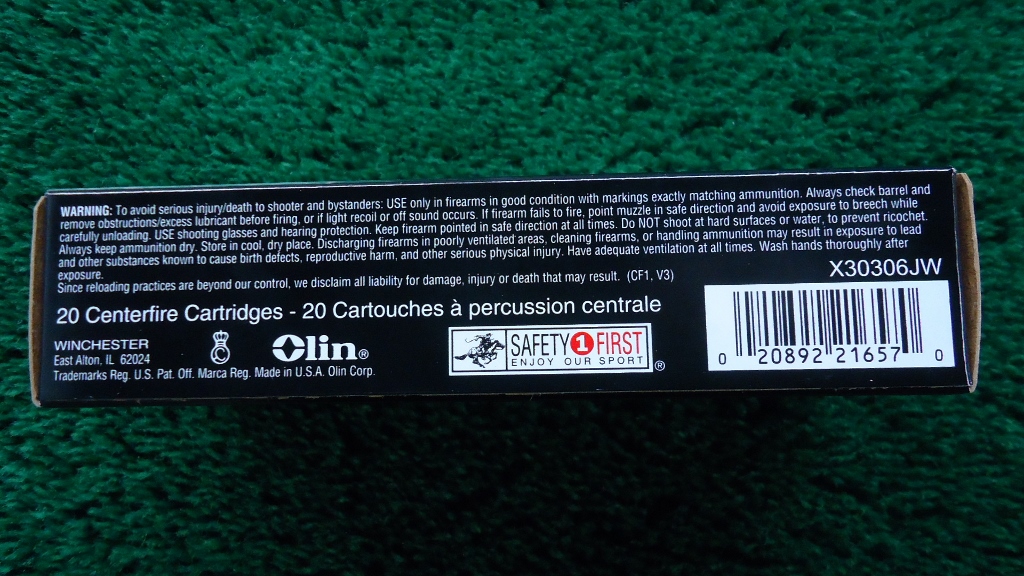 WARNING: To avoid serious injury/death to shooter and bystanders: USE only in firearms in good condition with markings exactly matching ammunition. Always check barrel and
remove obstructions/excess lubricant before firing, or if light recoil or off sound occurs. If firearm fails to fire, point muzzle in safe direction and avoid exposure to breech while
carefully unloading. USE shooting glasses and hearing protection. Keep firearm pointed in safe direction at all times. Do NOT shoot at hard surfaces or water, to prevent ricochet.
Always keep ammunition dry. Store in cool, dry place. Discharging firearms in poorly ventilated areas, cleaning firearms, or handling ammunition may result in exposure to lead
and other substances known to cause birth defects, reproductive harm, and other serious physical injury. Have adequate ventilation at all times. Wash hands thoroughly after
exposure.
Since reloading practices are beyond our control, we disclaim all liability for damage, injury or death that may result. (CF1, V3)
X30306JW
20 Centerfire Cartridges - 20 Cartouches à percussion centrale
WINCHESTER
East Alton, IL 62024
Trademarks Reg. U.S. Pat. Off. Marca Reg. Made in U.S.A. Olin Corp.
Olin®
SAFETY 1 FIRST
ENJOY OUR SPORT
®
0 20892 21657 0